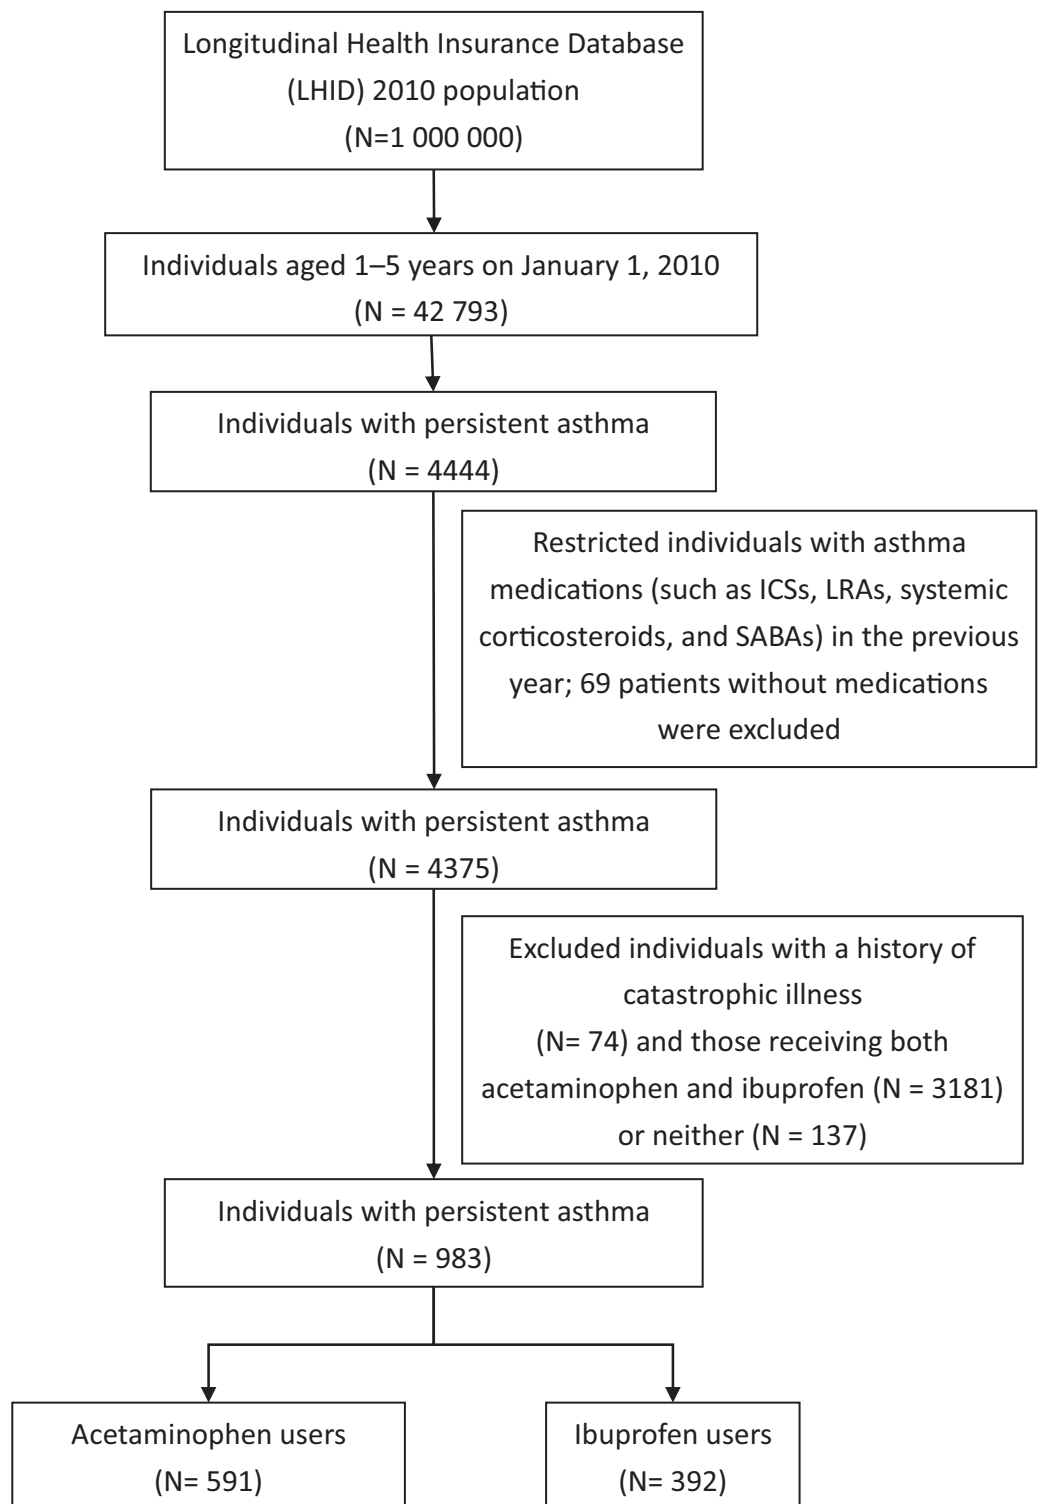 Longitudinal Health Insurance Database
(LHID) 2010 population
(N=1 000 000)
Individuals aged 1–5 years on January 1, 2010
(N = 42 793)
Individuals with persistent asthma
(N = 4444)
Restricted individuals with asthma
medications (such as ICSs, LRAs, systemic
corticosteroids, and SABAs) in the previous
year; 69 patients without medications
were excluded
Individuals with persistent asthma
(N = 4375)
Excluded individuals with a history of
catastrophic illness
(N= 74) and those receiving both
acetaminophen and ibuprofen (N = 3181)
or neither (N = 137)
Individuals with persistent asthma
(N = 983)
Acetaminophen users
(N= 591)
Ibuprofen users
(N= 392)